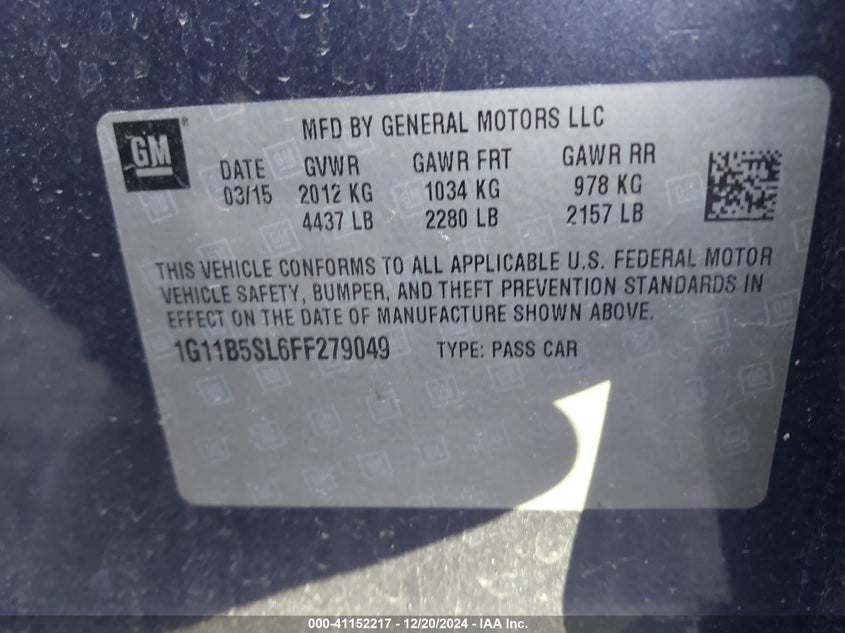 GM®
MFD BY GENERAL MOTORS LLC
DATE GVWR GAWR FRT GAWR RR
03/15 2012 KG 1034 KG 978 KG
4437 LB 2280 LB 2157 LB
THIS VEHICLE CONFORMS TO ALL APPLICABLE U.S. FEDERAL MOTOR
VEHICLE SAFETY, BUMPER, AND THEFT PREVENTION STANDARDS IN
EFFECT ON THE DATE OF MANUFACTURE SHOWN ABOVE.
1G11B5SL6FF279049 TYPE: PASS CAR
000-41152217 - 12/20/2024 - IAA Inc.